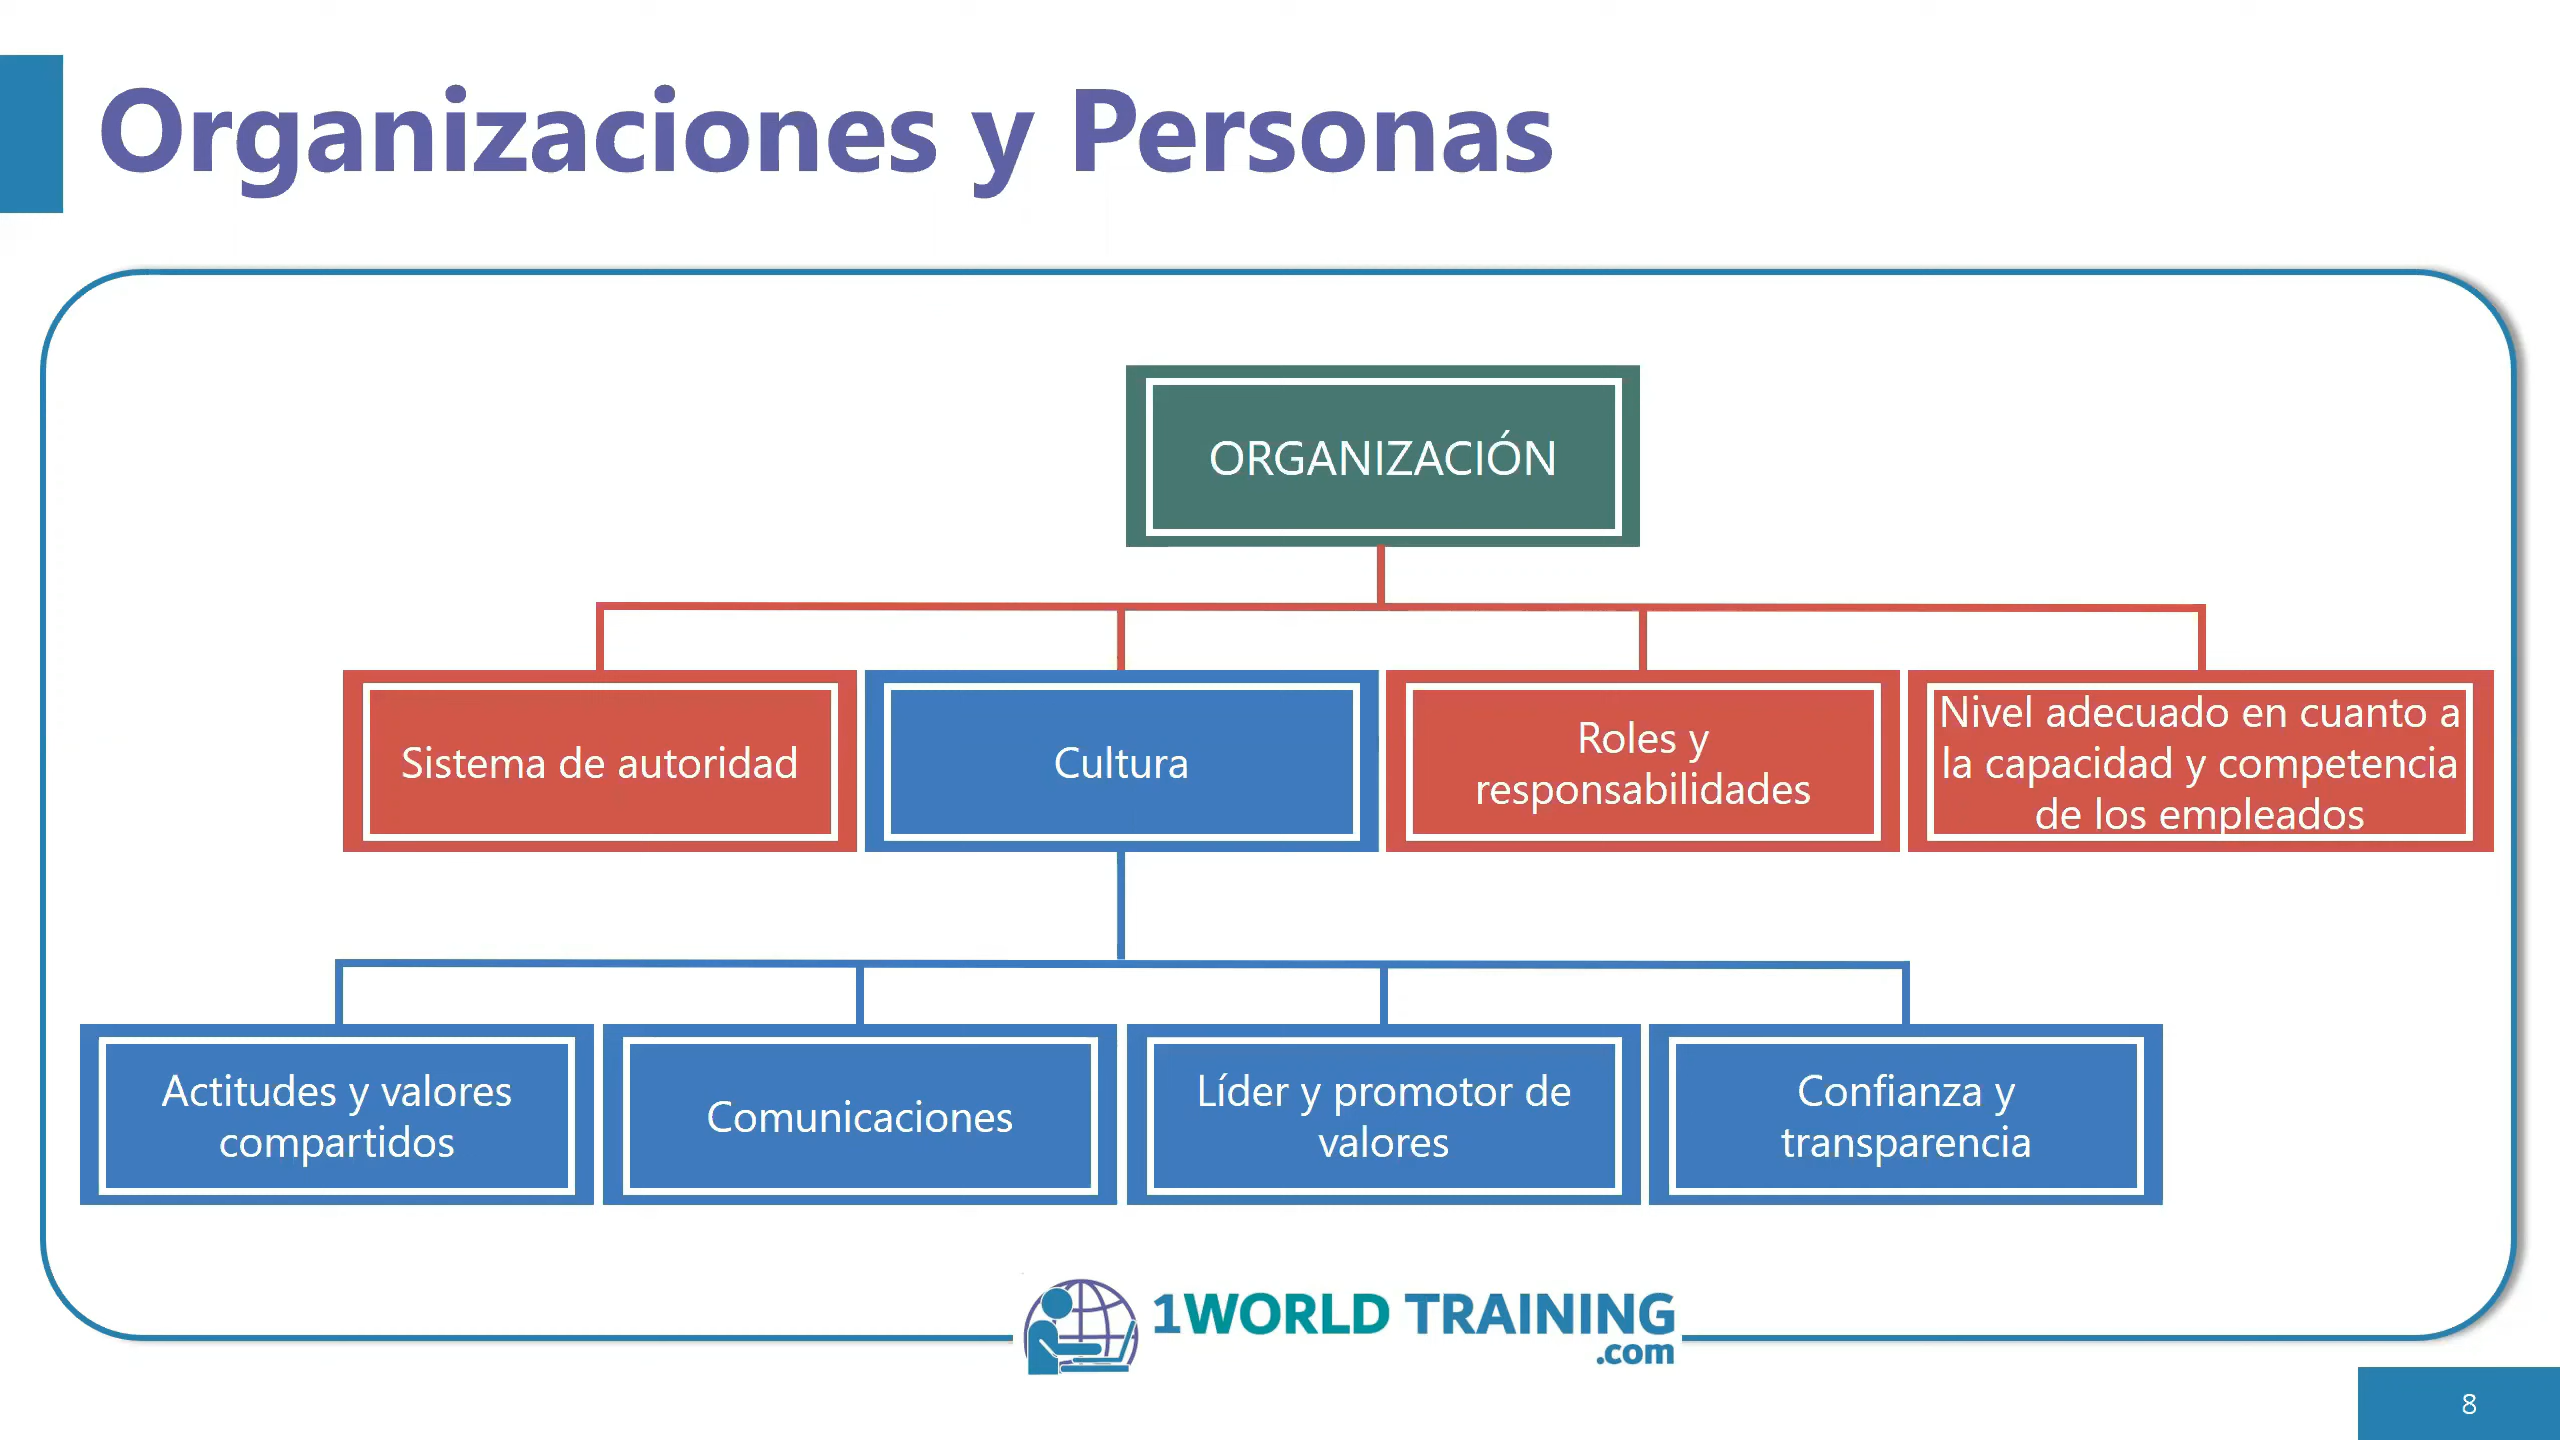 Organizaciones y Personas
ORGANIZACIÓN
Sistema de autoridad
Cultura
Roles y
responsabilidades
Nivel adecuado en cuanto a
la capacidad y competencia
de los empleados
Actitudes y valores
compartidos
Comunicaciones
Líder y promotor de
valores
Confianza y
transparencia
1WORLD TRAINING
.com
8